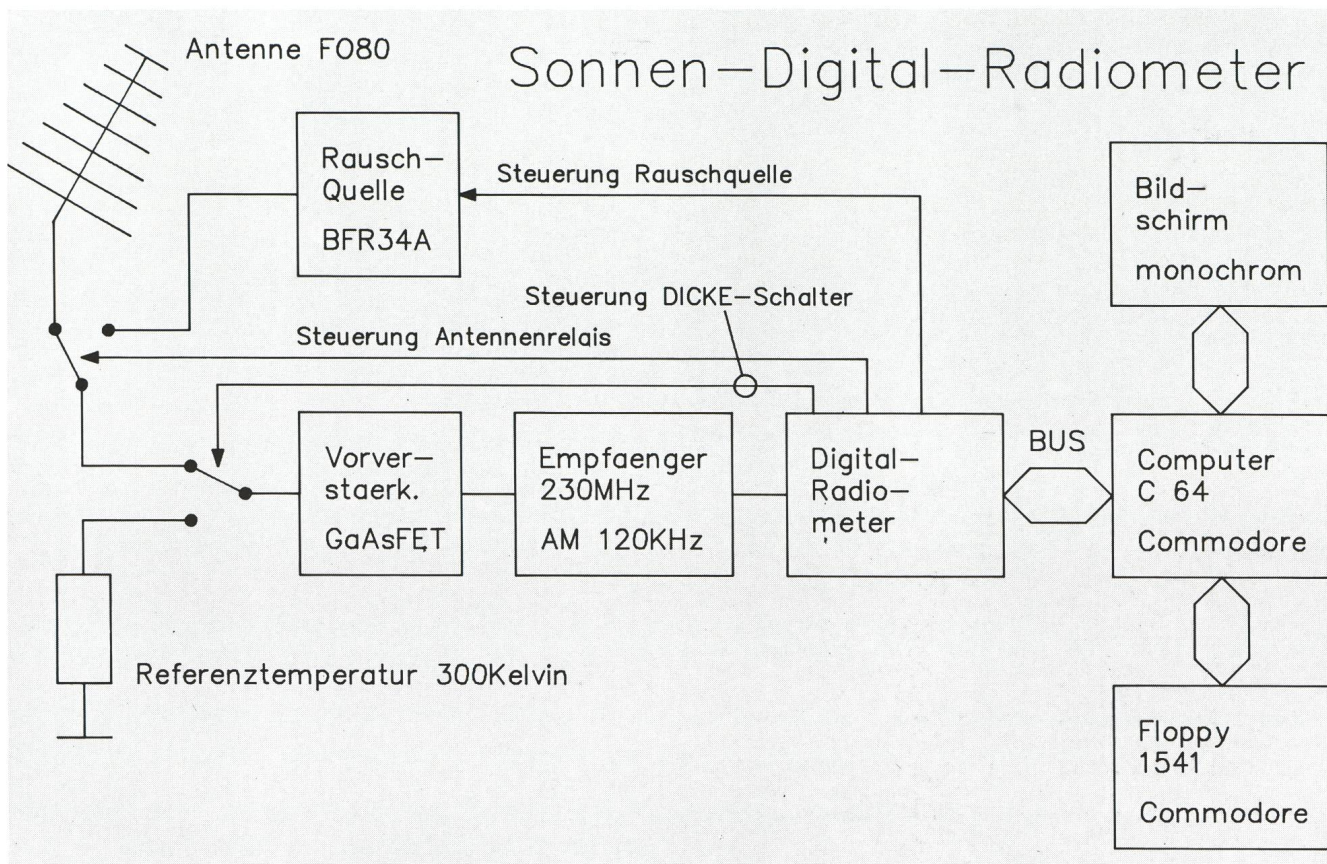 Antenne FO80
Sonnen-Digital-Radiometer
Rausch-
Quelle
BFR34A
Steuerung Rauschquelle
Bild-
schirm
monochrom
Steuerung DICKE-Schalter
Steuerung Antennenrelais
Vorver-
staerk.
GaAsFET
Empfaenger
230MHz
AM 120KHz
Digital-
Radio-
meter
BUS
Computer
C 64
Commodore
Referenztemperatur 300Kelvin
Floppy
1541
Commodore